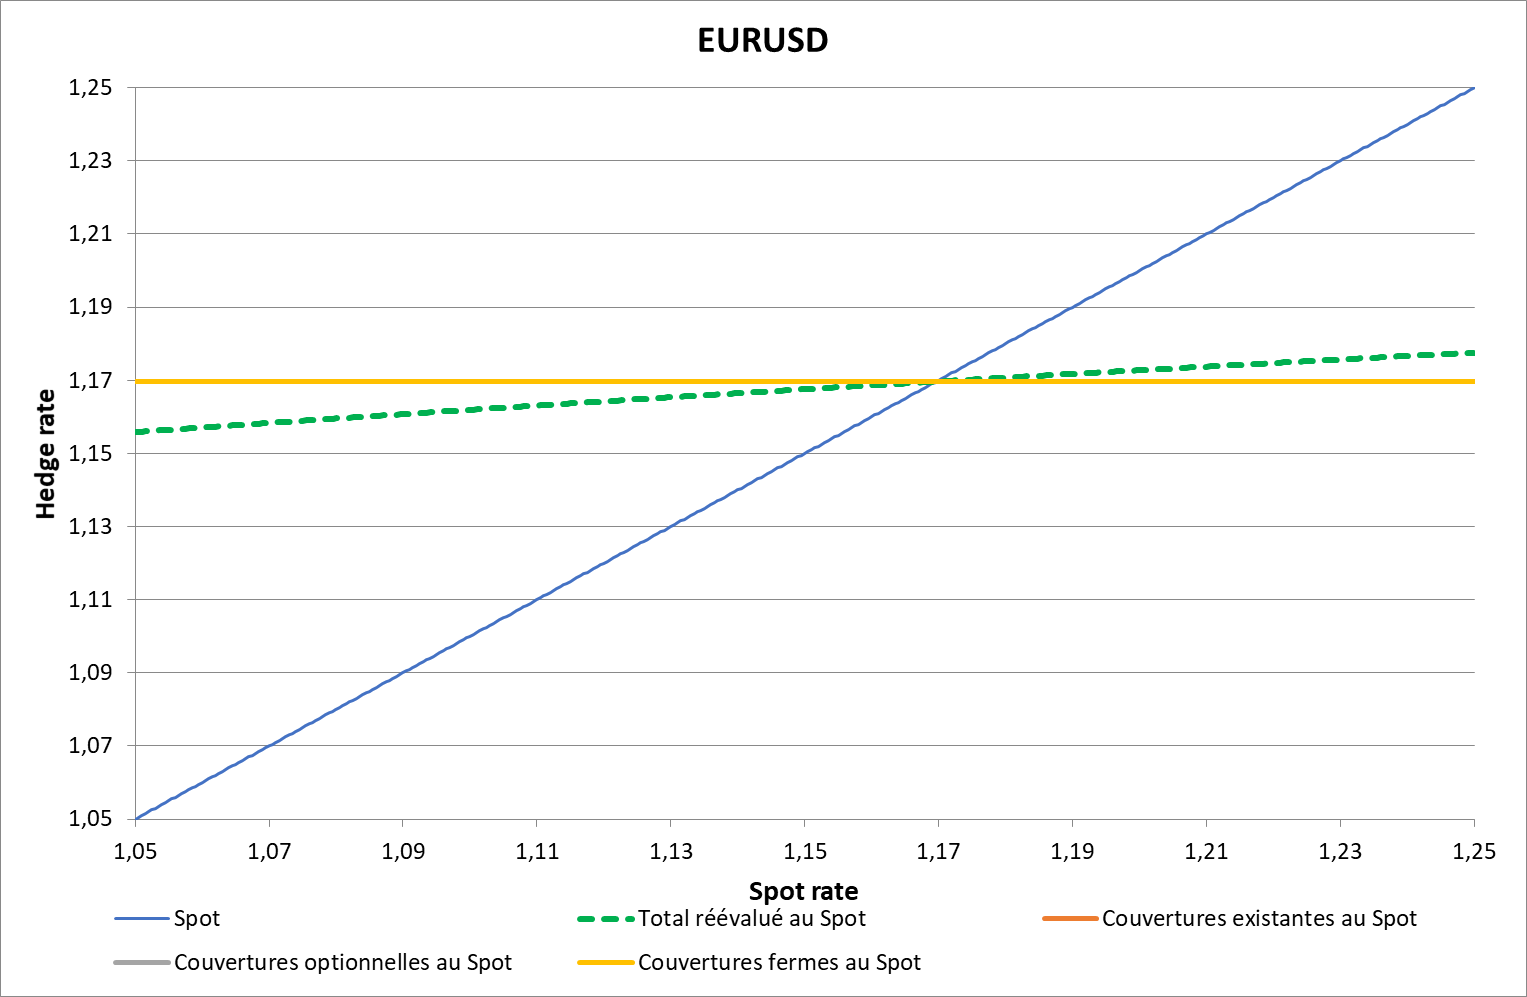 EURUSD
1,25
1,23
1,21
1,19
1,17
1,15
1,13
1,11
1,09
1,07
1,05
Hedge rate
1,05 1,07 1,09 1,11 1,13 1,15 1,17 1,19 1,21 1,23 1,25
Spot rate
Spot Total réévalué au Spot Couvertures existantes au Spot
Couvertures optionnelles au Spot Couvertures fermes au Spot